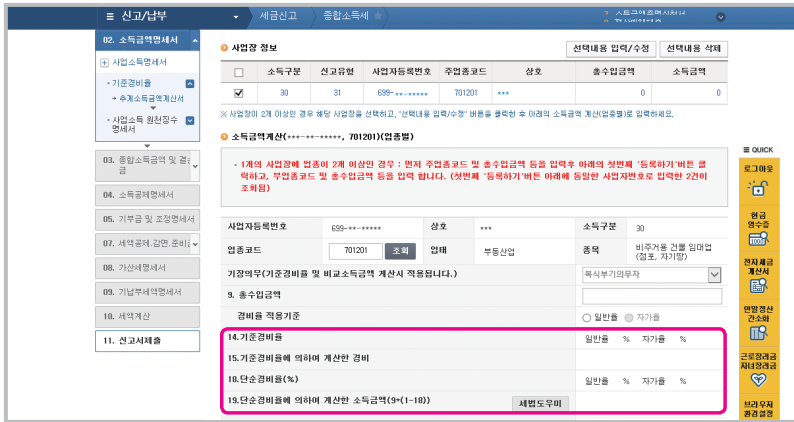 ≡ 신고/납부
세금신고
종합소득세
02. 소득금액명세서
사업소득명세서
기준경비율
추계소득금액계산서
사업소득 원천징수
명세서
03. 종합소득세액 및 결
금
04. 소득공제명세서
05. 기부금 및 조정명세서
07. 세액공제.감면.준비
08. 가산세명세서
09. 기납부세액명세서
10. 세액계산
11. 신고서제출
사업장 정보
선택내용 입력/수정
선택내용 삭제
소득구분 신고유형 사업자등록번호 주업종코드 상호 총수입금액 소득금액
30 31 699-**-***** 701201 *** 0 0
※ 사업장이 2개 이상인 경우 해당 사업장을 선택하고, "선택내용 입력/수정" 버튼을 클릭한 후 아래의 소득금액 계산(업종별)로 입력하세요.
소득금액계산(***-**-*****, 701201)(업종별)
- 1개의 사업장에 업종이 2개 이상인 경우 : 먼저 주업종코드 및 총수입금액 등을 입력후 아래의 첫번째 '등록하기'버튼 클
릭하고, 부업종코드 및 총수입금액 등을 입력 합니다. (첫번째 '등록하기'버튼 아래에 동일한 사업자번호로 입력한 2건이
조회됨)
사업자등록번호 699-**-***** 상호 *** 소득구분 30
업종코드 701201 조회 업태 부동산업 종목 비주거용 건물 임대업
(점포, 자기땅)
기장의무(기준경비율 및 비교소득금액 계산시 적용됩니다.) 복식부기의무자
9. 총수입금액
경비율 적용기준 일반율 자가율
14.기준경비율 일반율 % 자가율 %
15.기준경비율에 의하여 계산한 경비
18.단순경비율(%) 일반율 % 자가율 %
19.단순경비율에 의하여 계산한 소득금액(9*(1-18)) 세법도우미
≡ QUICK
로그아웃
현금
영수증
전자세금
계산서
연말정산
간소화
근로장려금
자녀장려금
브라우저
환경설정